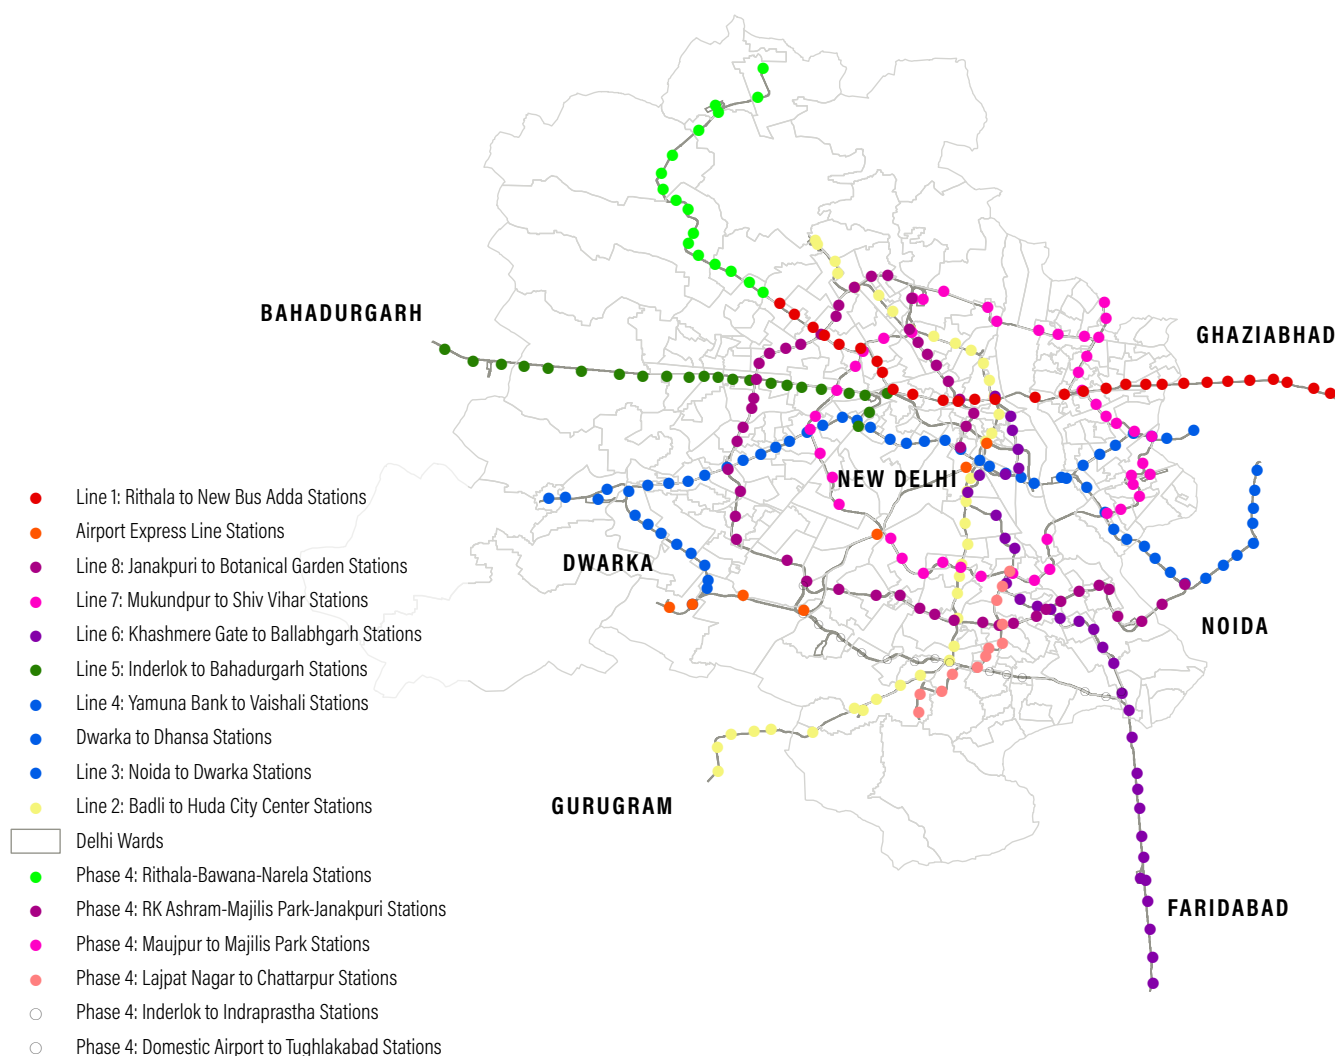 BAHADURGARH
GHAZIABHAD
NEW DELHI
DWARKA
NOIDA
GURUGRAM
FARIDABAD
Line 1: Rithala to New Bus Adda Stations
Airport Express Line Stations
Line 8: Janakpuri to Botanical Garden Stations
Line 7: Mukundpur to Shiv Vihar Stations
Line 6: Khashmere Gate to Ballabhgarh Stations
Line 5: Inderlok to Bahadurgarh Stations
Line 4: Yamuna Bank to Vaishali Stations
Dwarka to Dhansa Stations
Line 3: Noida to Dwarka Stations
Line 2: Badli to Huda City Center Stations
Delhi Wards
Phase 4: Rithala-Bawana-Narela Stations
Phase 4: RK Ashram-Majilis Park-Janakpuri Stations
Phase 4: Maujpur to Majilis Park Stations
Phase 4: Lajpat Nagar to Chattarpur Stations
Phase 4: Inderlok to Indraprastha Stations
Phase 4: Domestic Airport to Tughlakabad Stations